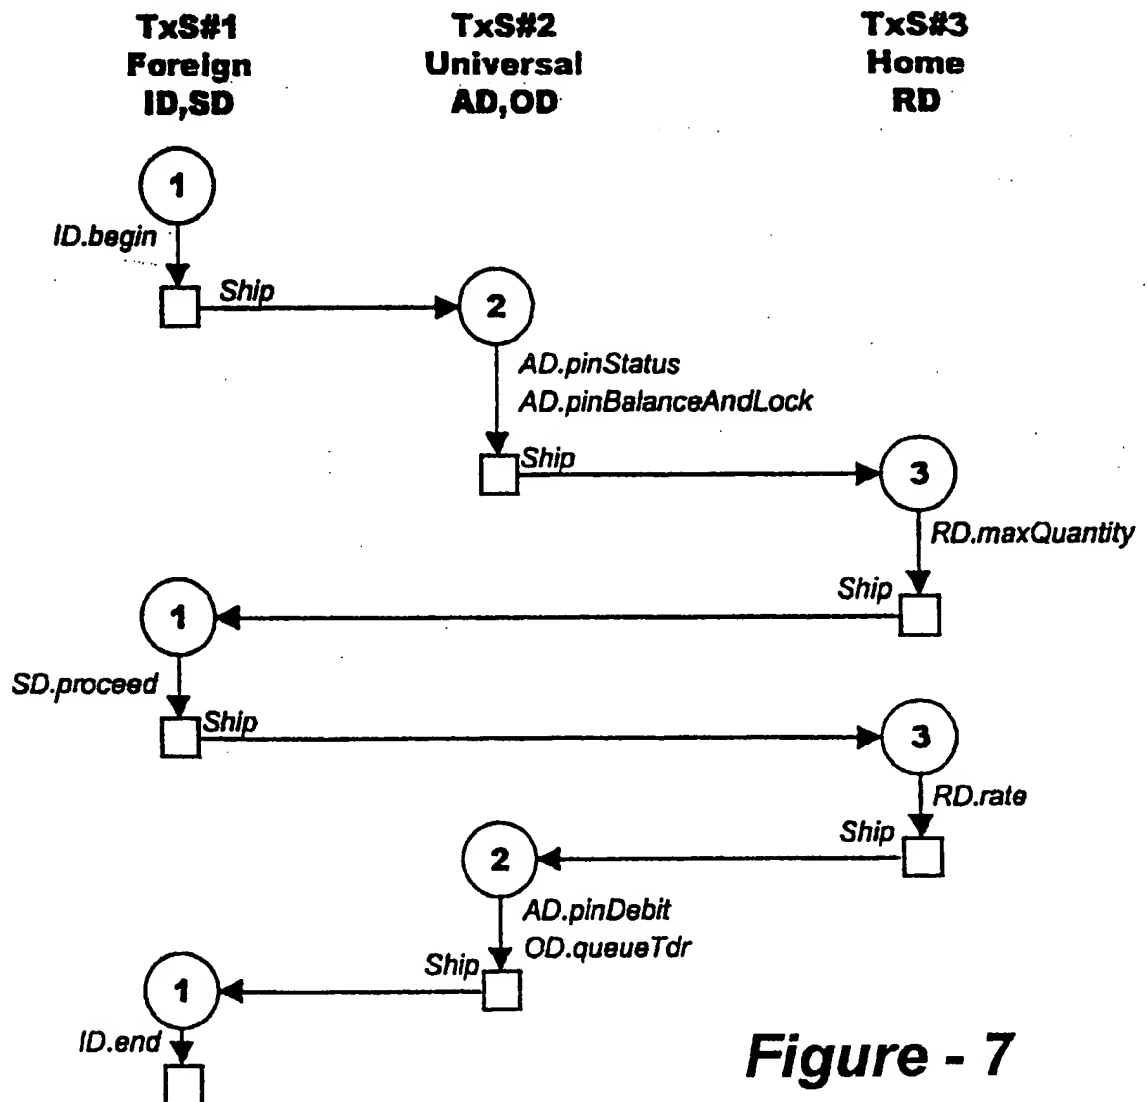 TxS#1 TxS#2 TxS#3
Foreign Universal Home
ID,SD AD,OD RD
1
ID.begin
Ship
2
AD.pinStatus
AD.pinBalanceAndLock
Ship
3
RD.maxQuantity
Ship
1
SD.proceed
Ship
3
RD.rate
Ship
2
AD.pinDebit
OD.queueTdr
Ship
1
ID.end
Figure - 7